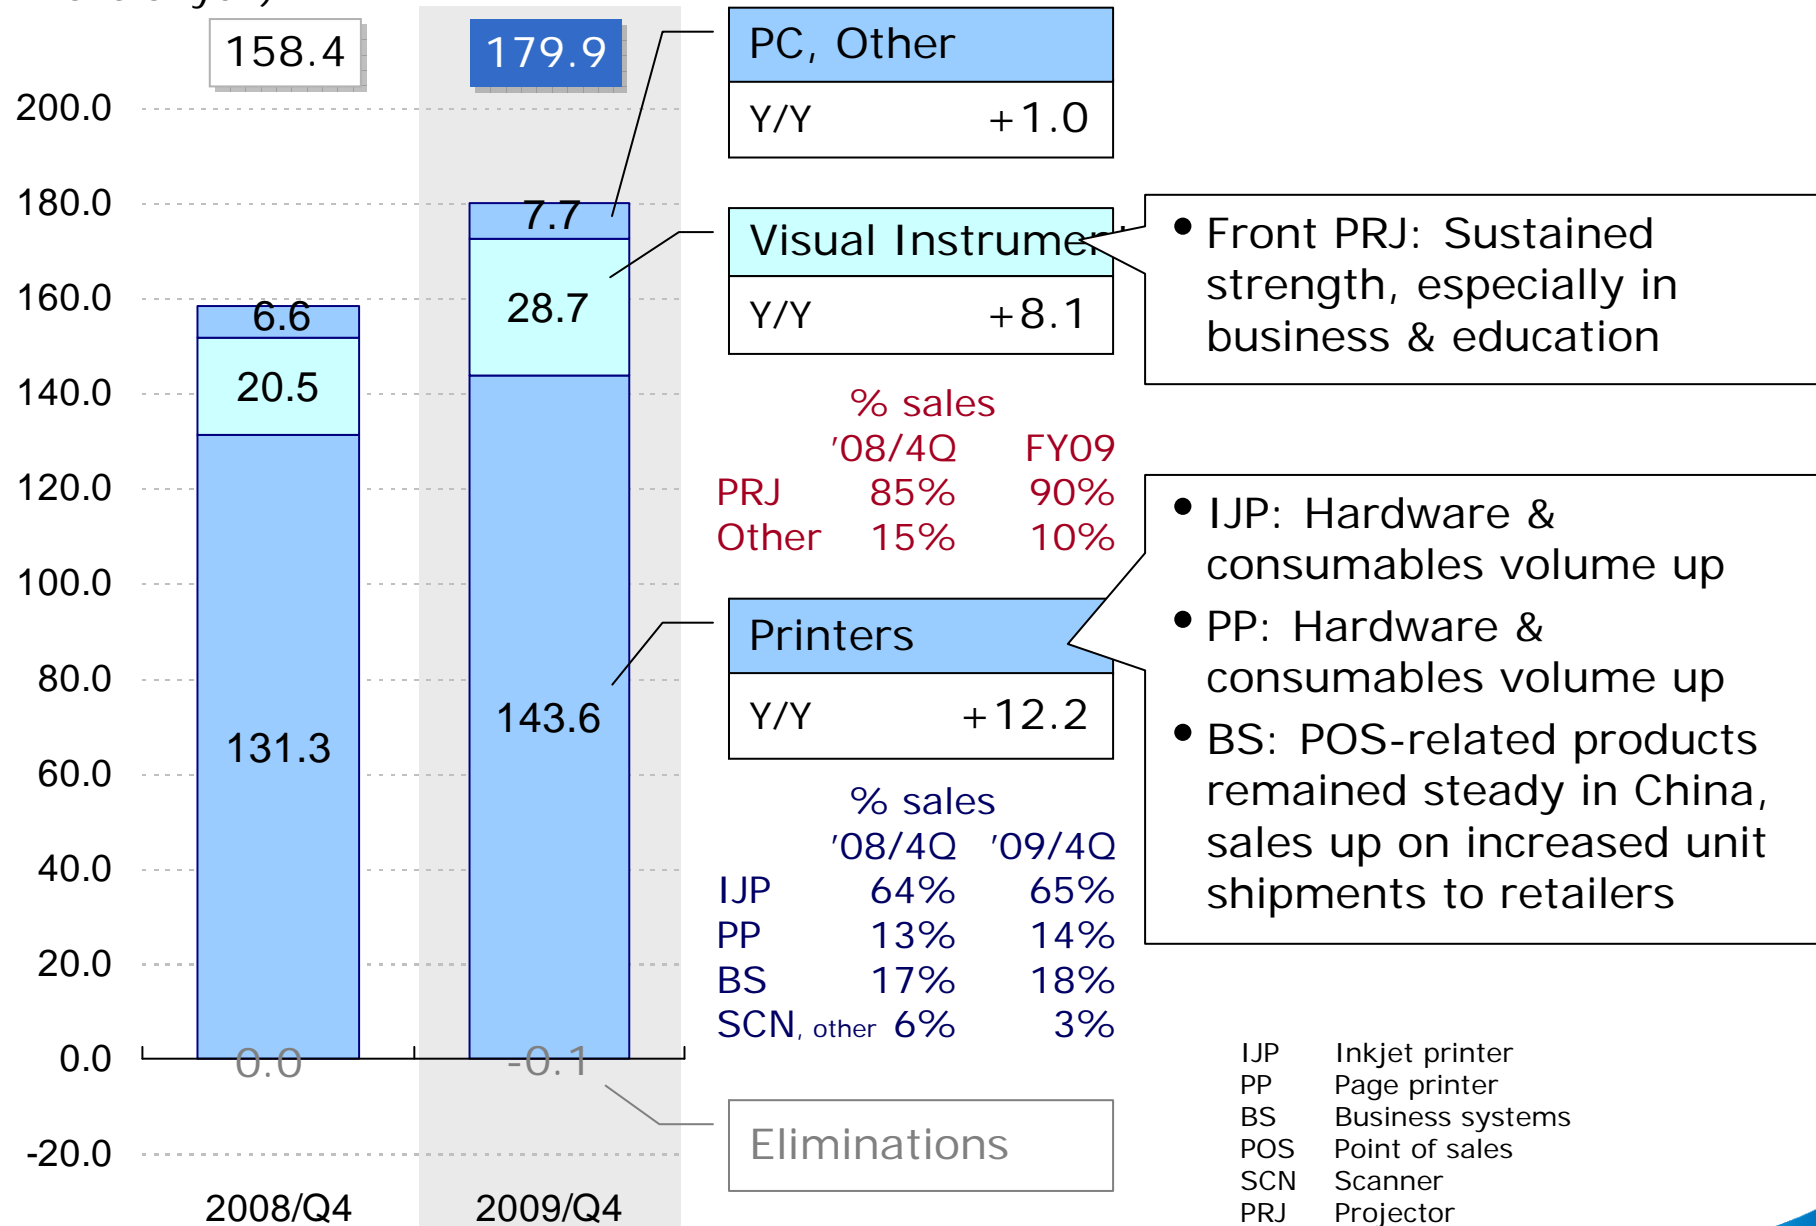 158.4
179.9
200.0
180.0
160.0
140.0
120.0
100.0
80.0
60.0
40.0
20.0
0.0
-20.0
6.6
20.5
131.3
0.0
7.7
28.7
143.6
-0.1
2008/Q4
2009/Q4
PC, Other
Y/Y +1.0
Visual Instrumen
Y/Y +8.1
• Front PRJ: Sustained
strength, especially in
business & education
% sales
'08/4Q FY09
PRJ 85% 90%
Other 15% 10%
Printers
Y/Y +12.2
• IJP: Hardware &
consumables volume up
• PP: Hardware &
consumables volume up
• BS: POS-related products
remained steady in China,
sales up on increased unit
shipments to retailers
% sales
'08/4Q '09/4Q
IJP 64% 65%
PP 13% 14%
BS 17% 18%
SCN, other 6% 3%
Eliminations
IJP Inkjet printer
PP Page printer
BS Business systems
POS Point of sales
SCN Scanner
PRJ Projector